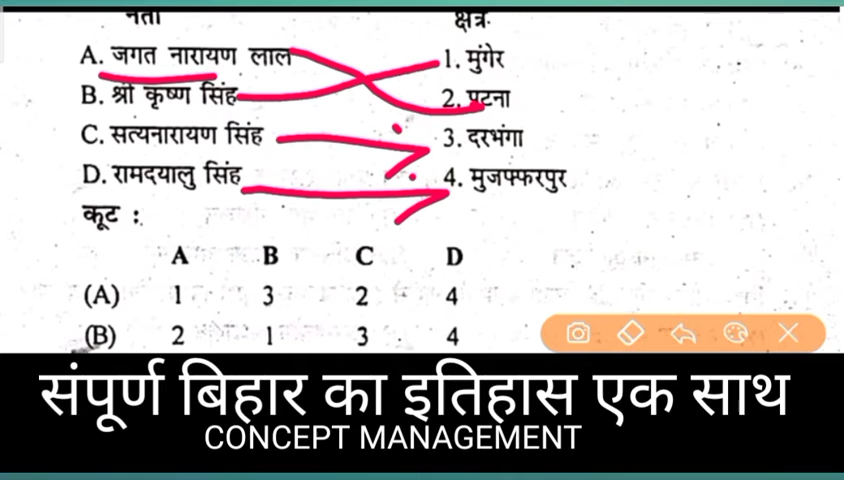 नेता क्षेत्र
A. जगत नारायण लाल 1. मुंगेर
B. श्री कृष्ण सिंह 2. पटना
C. सत्यनारायण सिंह 3. दरभंगा
D. रामदयालु सिंह 4. मुजफ्फरपुर
कूट :
A B C D
(A) 1 3 2 4
(B) 2 1 3 4
संपूर्ण बिहार का इतिहास एक साथ
CONCEPT MANAGEMENT